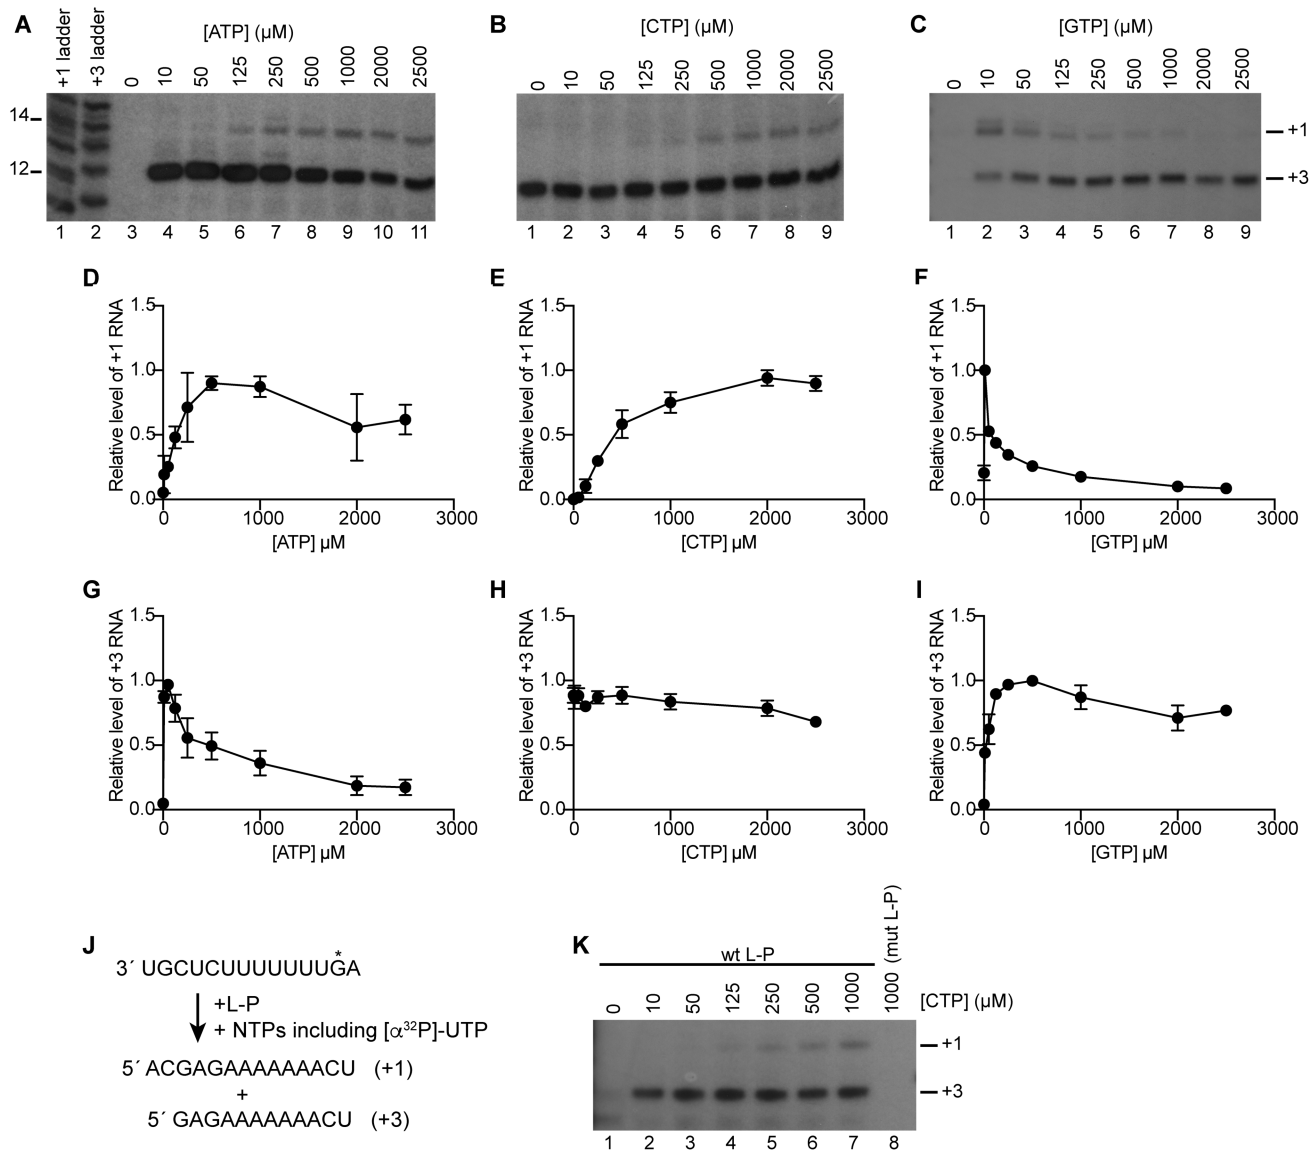 A
+1 ladder
+3 ladder
[ATP] (µM)
0 10 50 125 250 500 1000 2000 2500
14
12
1 2 3 4 5 6 7 8 9 10 11
B
[CTP] (µM)
0 10 50 125 250 500 1000 2000 2500
1 2 3 4 5 6 7 8 9
C
[GTP] (µM)
0 10 50 125 250 500 1000 2000 2500
+1
+3
1 2 3 4 5 6 7 8 9
D
Relative level of +1 RNA
1.5
1.0
0.5
0.0
0 1000 2000 3000
[ATP] µM
E
Relative level of +1 RNA
1.5
1.0
0.5
0.0
0 1000 2000 3000
[CTP] µM
F
Relative level of +1 RNA
1.5
1.0
0.5
0.0
0 1000 2000 3000
[GTP] µM
G
Relative level of +3 RNA
1.5
1.0
0.5
0.0
0 1000 2000 3000
[ATP] µM
H
Relative level of +3 RNA
1.5
1.0
0.5
0.0
0 1000 2000 3000
[CTP] µM
I
Relative level of +3 RNA
1.5
1.0
0.5
0.0
0 1000 2000 3000
[GTP] µM
J
*
3´ UGCUCUUUUUUUGA
+L-P
+ NTPs including [α³²P]-UTP
5´ ACGAGAAAAAAACU (+1)
+
5´ GAGAAAAAAACU (+3)
K
wt L-P
0 10 50 125 250 500 1000 1000 (mut L-P)
[CTP] (µM)
+1
+3
1 2 3 4 5 6 7 8